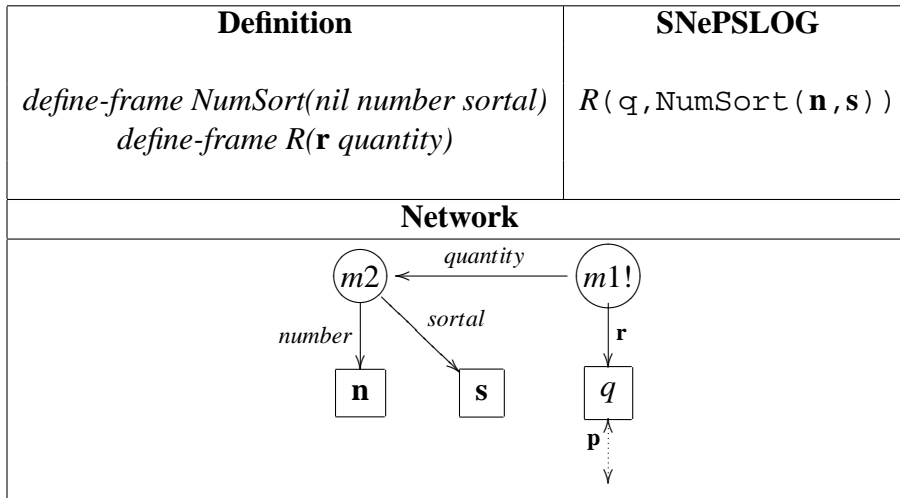 Definition
SNePSLOG
define-frame NumSort(nil number sortal)
define-frame R(r quantity)
R(q,NumSort(n,s))
Network
m2
quantity
m1!
number
sortal
r
n
s
q
p